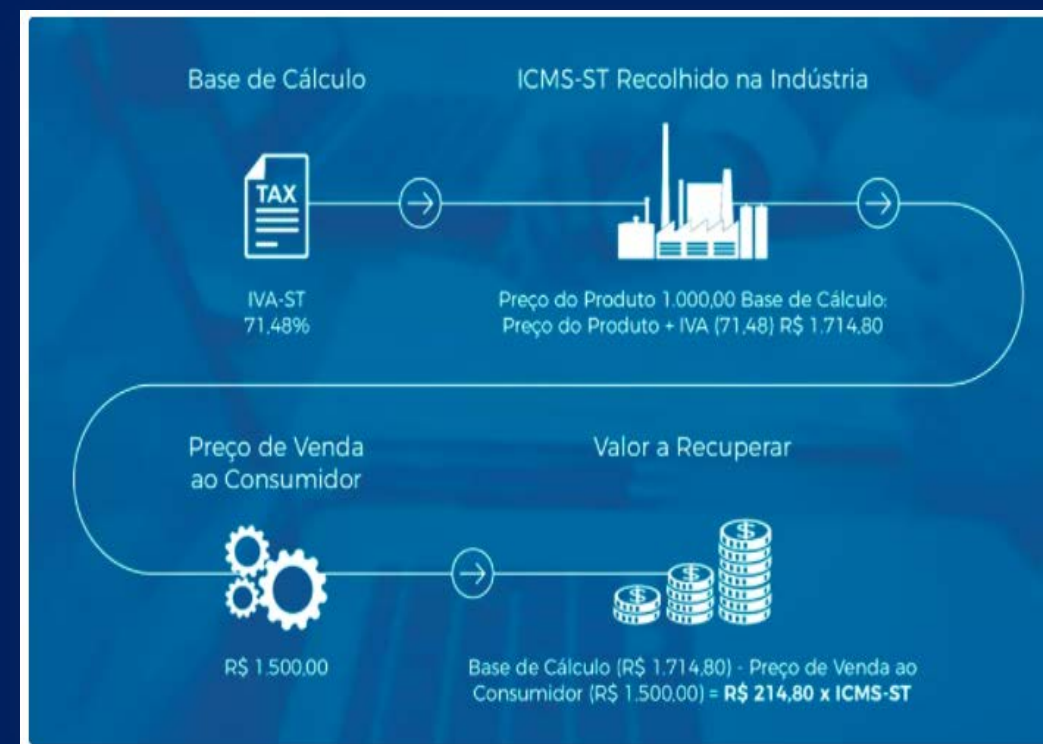 Base de Cálculo
ICMS-ST Recolhido na Indústria
TAX
IVA-ST
71,48%
Preço do Produto 1.000,00 Base de Cálculo:
Preço do Produto + IVA (71,48) R$ 1.714,80
Preço de Venda
ao Consumidor
Valor a Recuperar
$
$
$
R$ 1.500,00
Base de Cálculo (R$ 1.714,80) - Preço de Venda ao
Consumidor (R$ 1.500,00) = R$ 214,80 x ICMS-ST